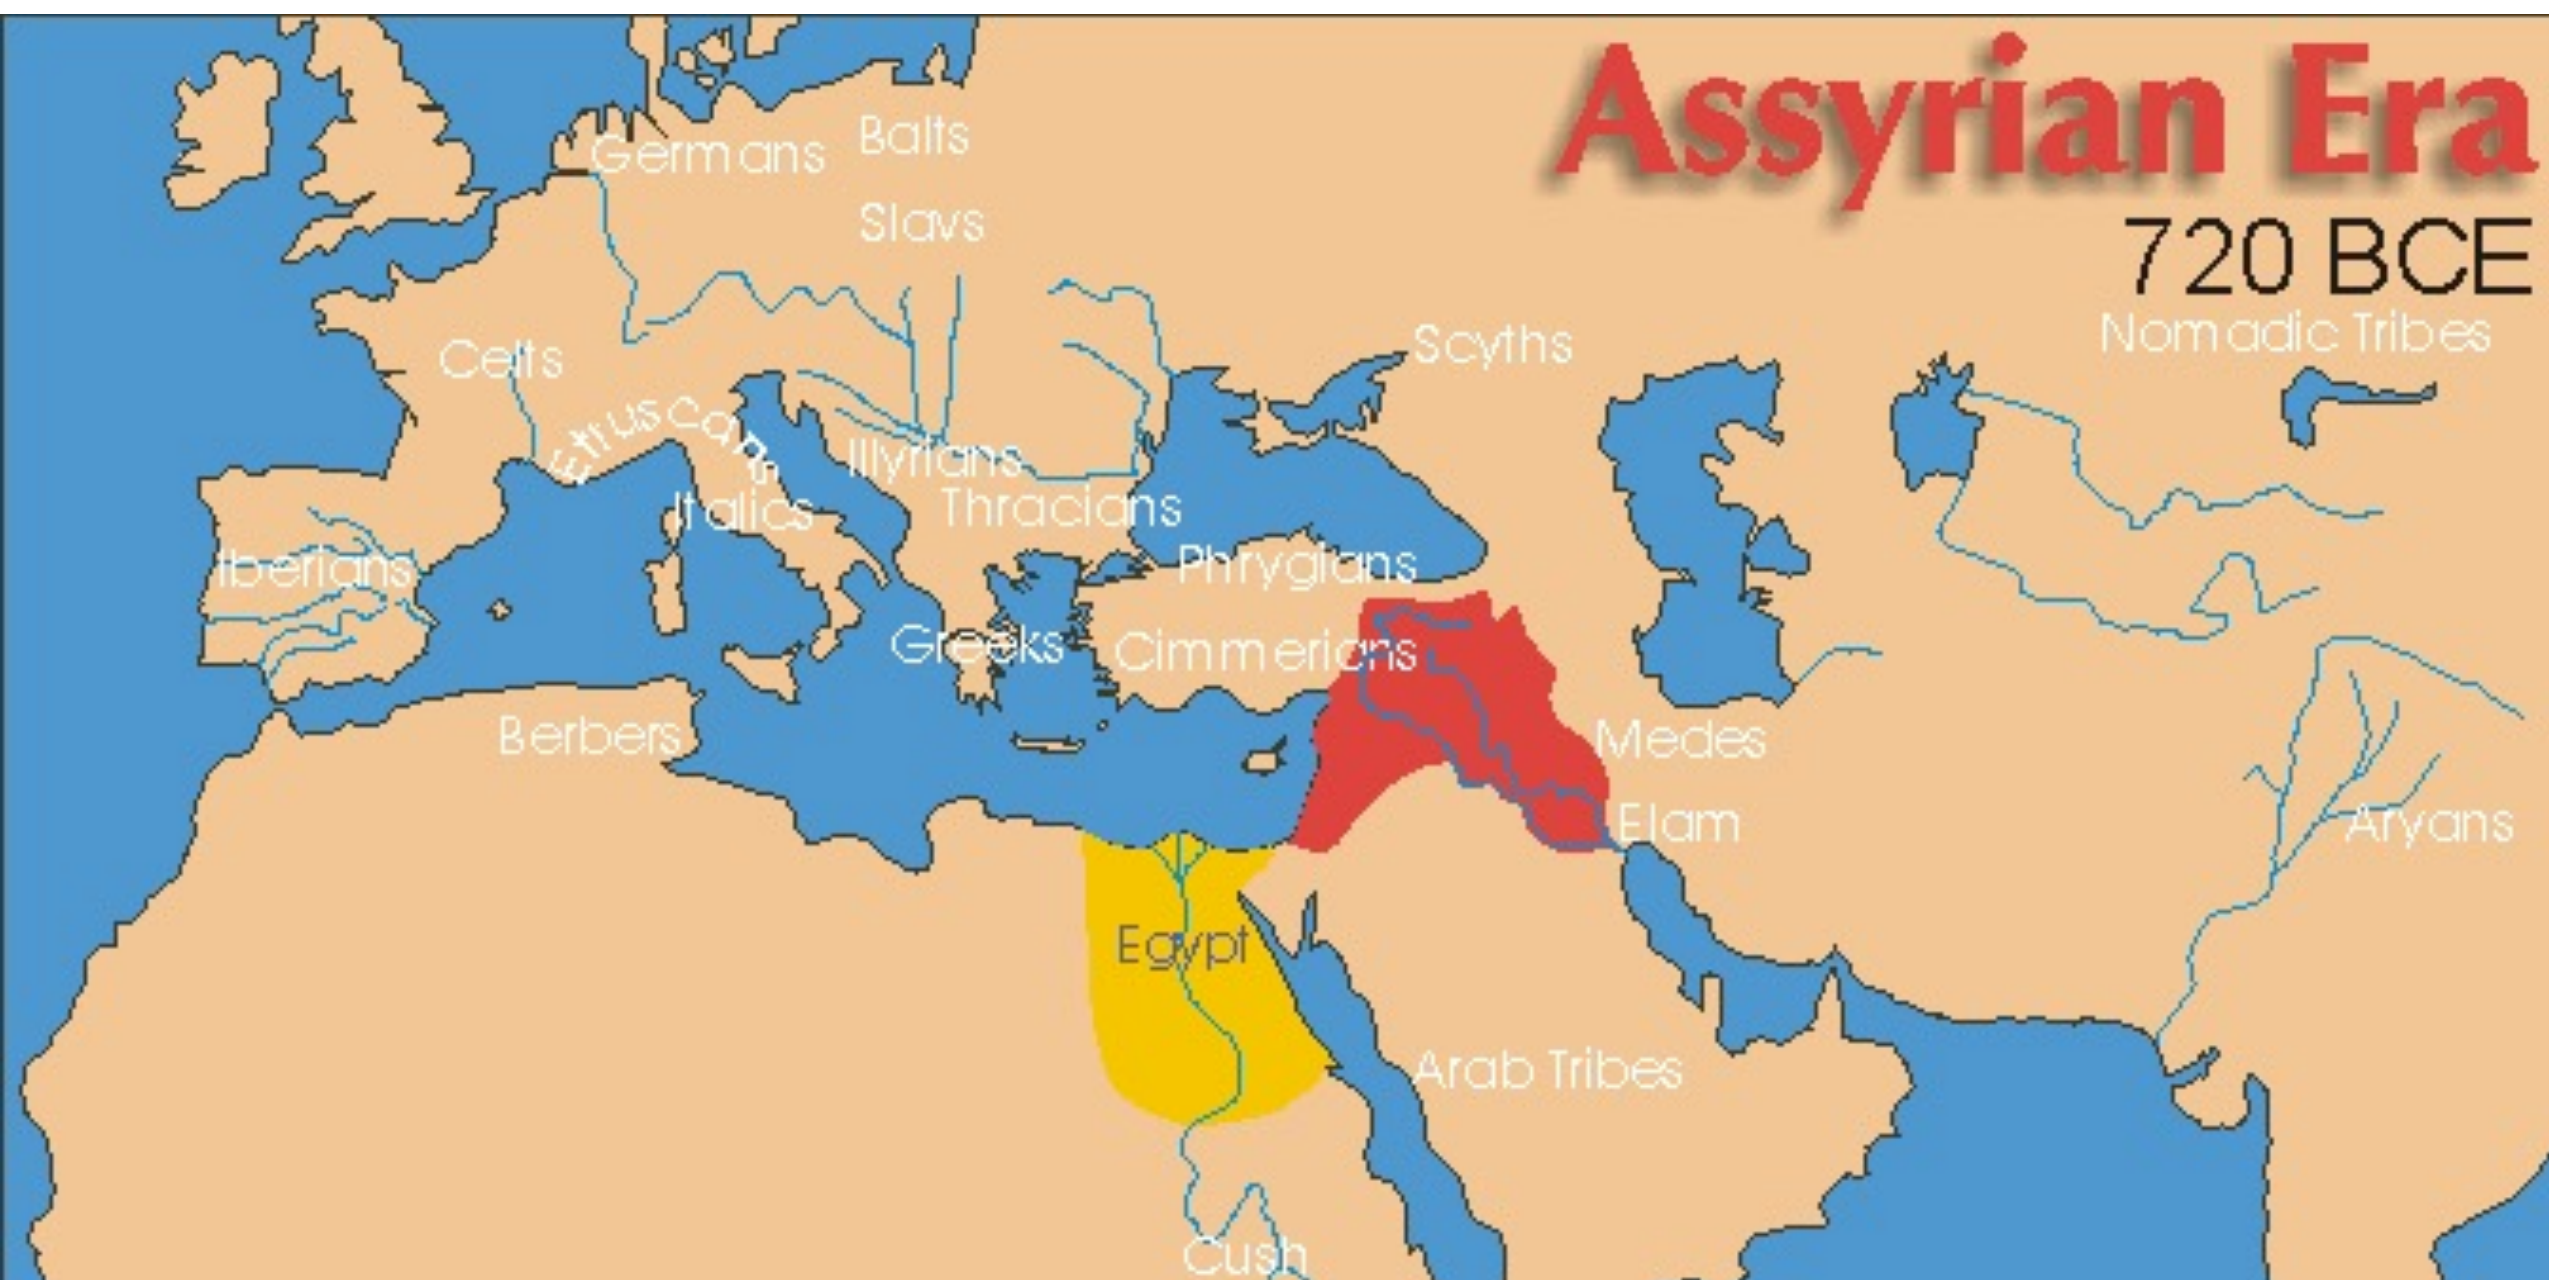 Assyrian Era
720 BCE
Germans
Balts
Slavs
Nomadic Tribes
Scyths
Celts
Etruscans
Illyrians
Thracians
Italics
Iberians
Phrygians
Greeks
Cimmerians
Berbers
Medes
Elam
Aryans
Egypt
Arab Tribes
Cush